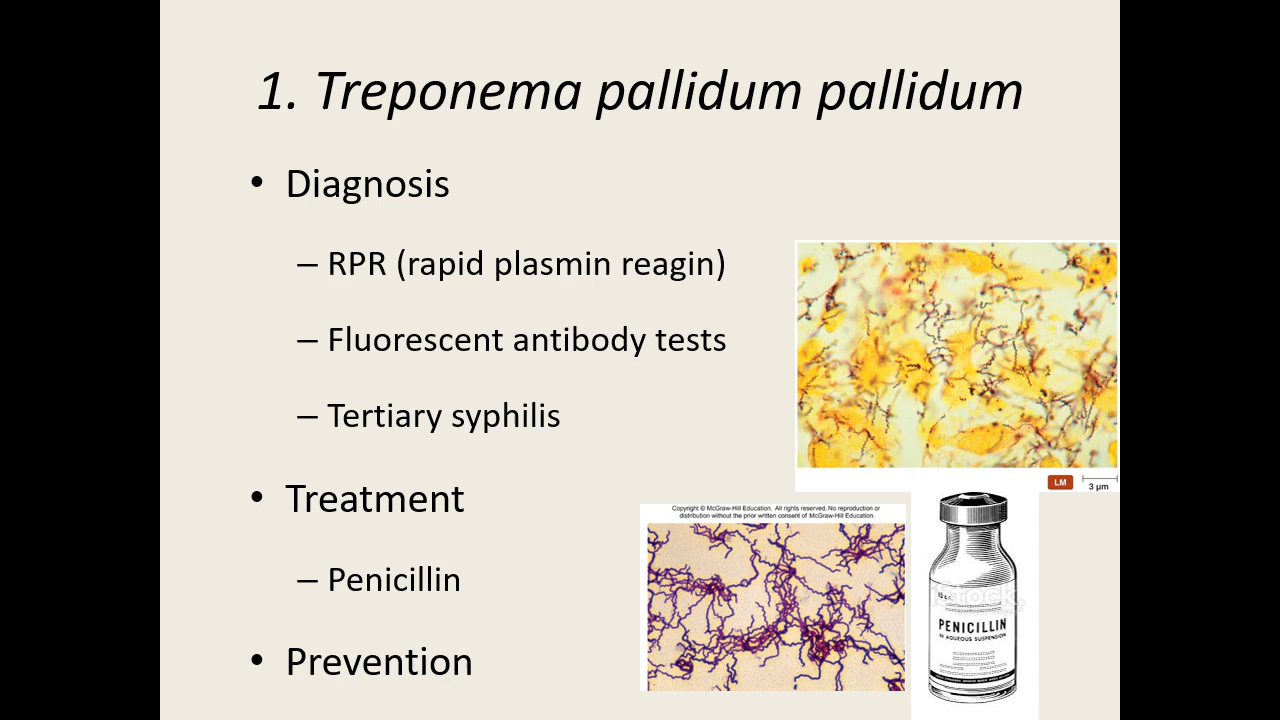 1. Treponema pallidum pallidum
• Diagnosis
– RPR (rapid plasmin reagin)
– Fluorescent antibody tests
– Tertiary syphilis
• Treatment
– Penicillin
• Prevention
LM
3 µm
Copyright © McGraw-Hill Education. All rights reserved. No reproduction or
distribution without the prior written consent of McGraw-Hill Education.
PENICILLIN
IN AQUEOUS SUSPENSION